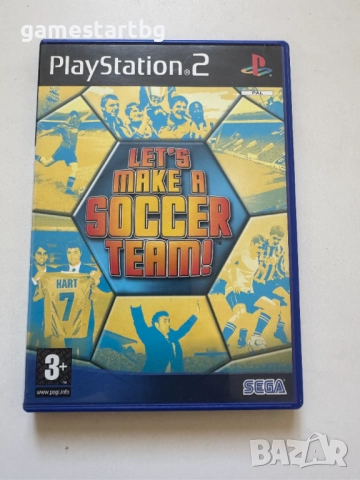 gamestartbg
PlayStation®2
PAL
LET'S
MAKE A
SOCCER
TEAM!
HART
7
3+
www.pegi.info
SEGA
BAZAR